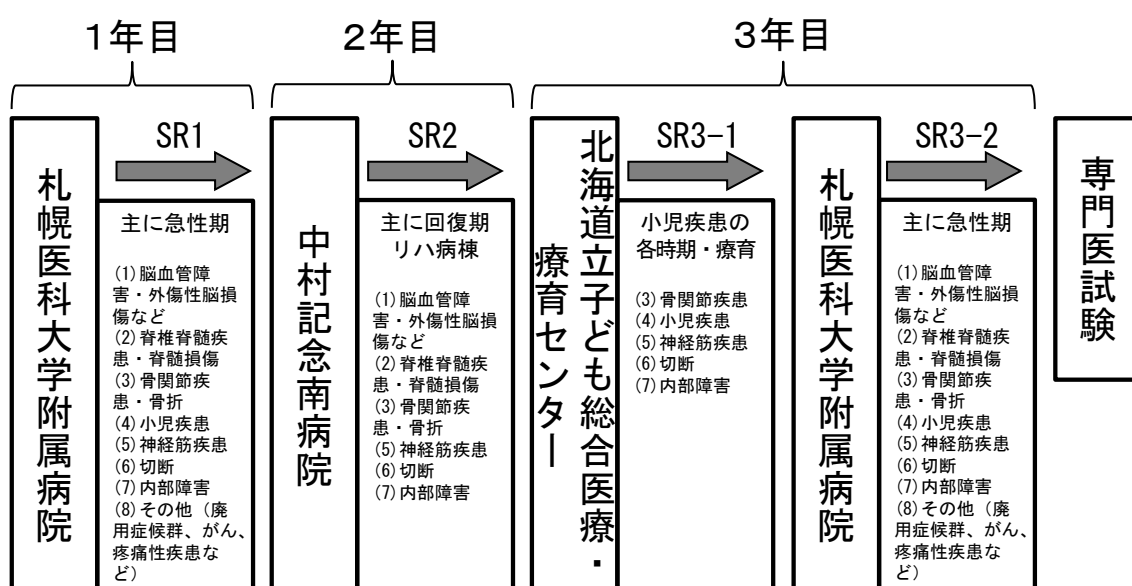 1年目
2年目
3年目
札幌医科大学附属病院
SR1
主に急性期
(1)脳血管障
害・外傷性脳損
傷など
(2)脊椎脊髄疾
患・脊髄損傷
(3)骨関節疾
患・骨折
(4)小児疾患
(5)神経筋疾患
(6)切断
(7)内部障害
(8)その他（廃
用症候群、がん、
疼痛性疾患な
ど）
中村記念南病院
SR2
主に回復期
リハ病棟
(1)脳血管障
害・外傷性脳損
傷など
(2)脊椎脊髄疾
患・脊髄損傷
(3)骨関節疾
患・骨折
(5)神経筋疾患
(6)切断
(7)内部障害
北海道立子ども総合医療・
療育センター
SR3-1
小児疾患の
各時期・療育
(3)骨関節疾患
(4)小児疾患
(5)神経筋疾患
(6)切断
(7)内部障害
札幌医科大学附属病院
SR3-2
主に急性期
(1)脳血管障
害・外傷性脳損
傷など
(2)脊椎脊髄疾
患・脊髄損傷
(3)骨関節疾
患・骨折
(4)小児疾患
(5)神経筋疾患
(6)切断
(7)内部障害
(8)その他（廃
用症候群、がん、
疼痛性疾患な
ど）
専門医試験